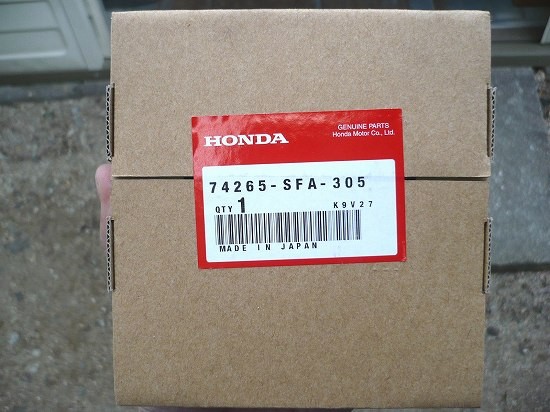 HONDA
GENUINE PARTS
Honda Motor Co., Ltd.
74265-SFA-305
QTY 1 K9V27
MADE IN JAPAN